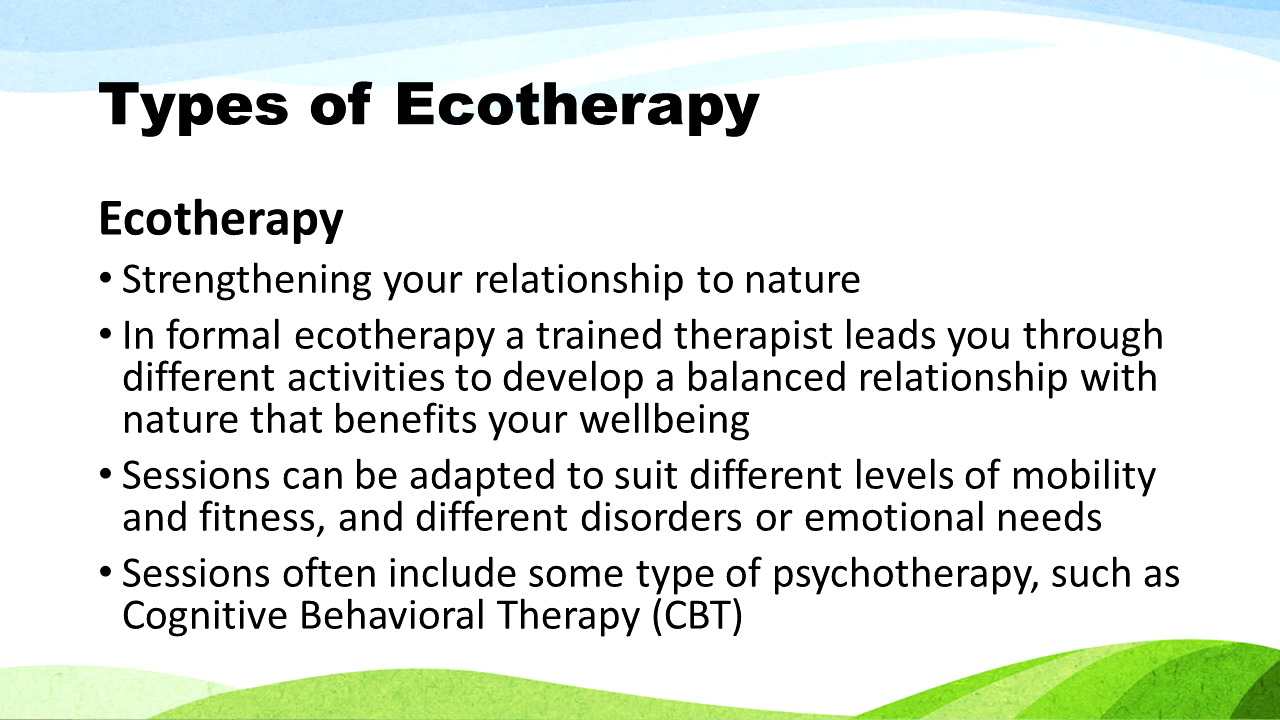 Types of Ecotherapy
Ecotherapy
• Strengthening your relationship to nature
• In formal ecotherapy a trained therapist leads you through
different activities to develop a balanced relationship with
nature that benefits your wellbeing
• Sessions can be adapted to suit different levels of mobility
and fitness, and different disorders or emotional needs
• Sessions often include some type of psychotherapy, such as
Cognitive Behavioral Therapy (CBT)